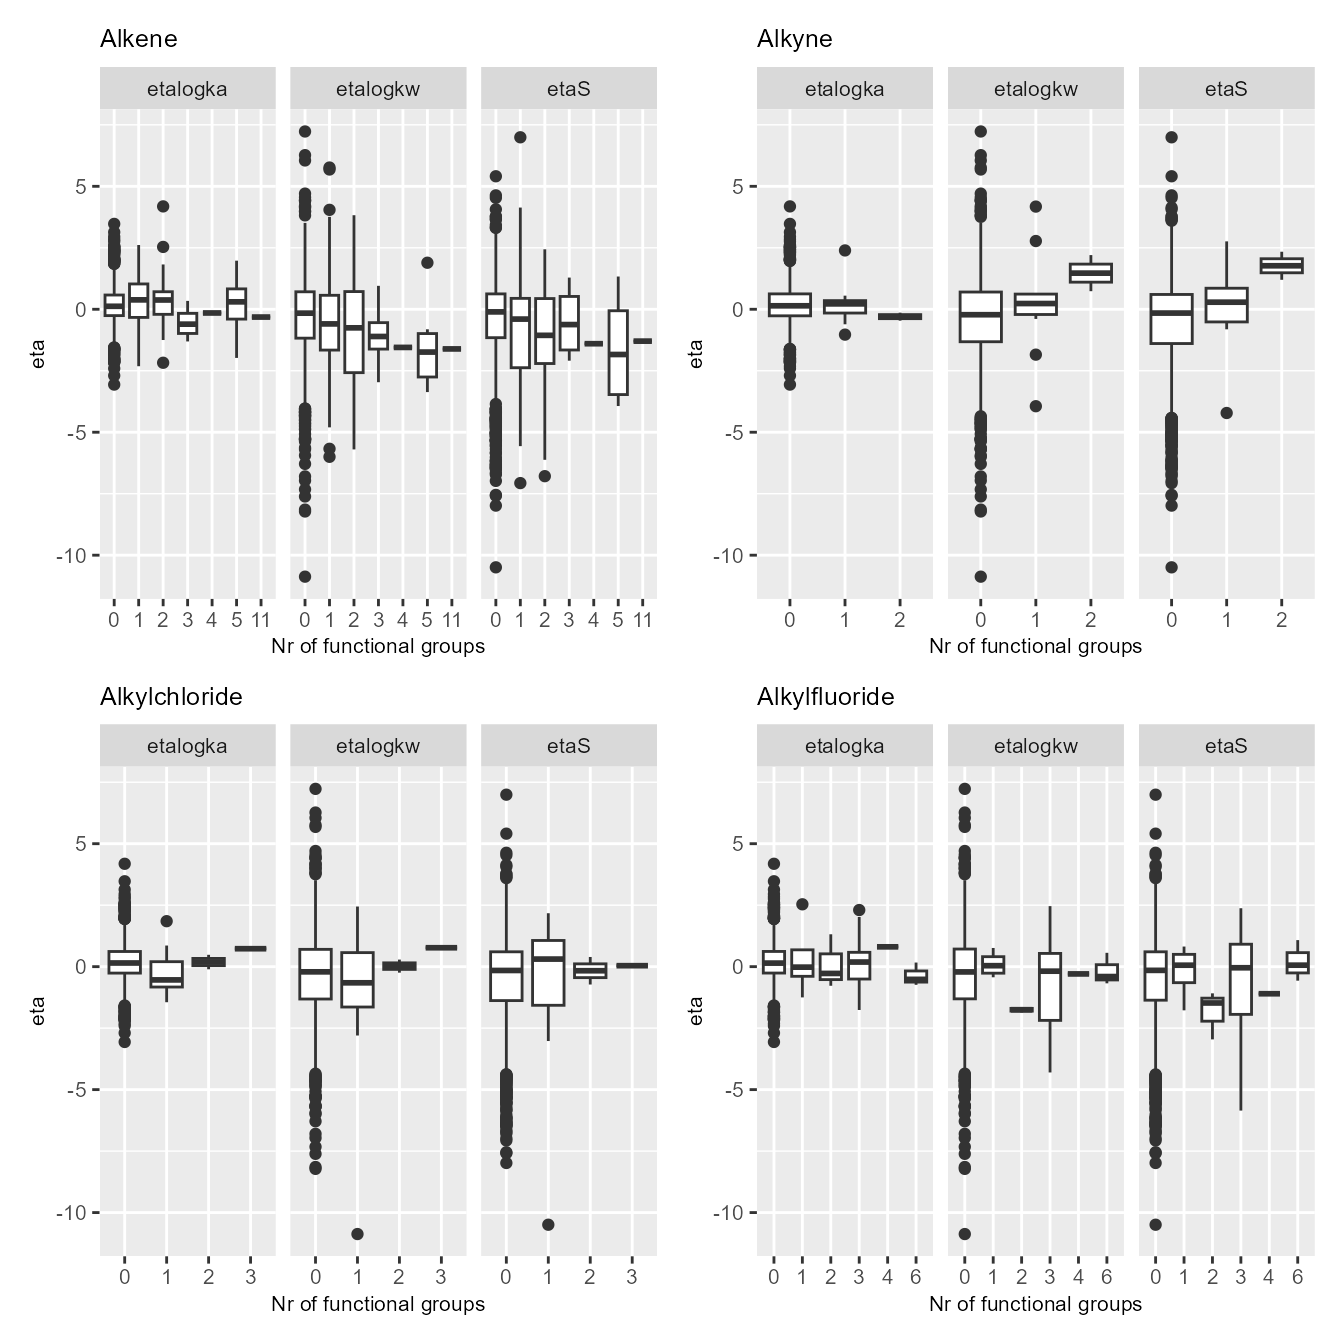 Alkene
etalogka etalogkw etaS
5
0
-5
-10
eta
0 1 2 3 4 5 11 0 1 2 3 4 5 11 0 1 2 3 4 5 11
Nr of functional groups
Alkyne
etalogka etalogkw etaS
5
0
-5
-10
eta
0 1 2 0 1 2 0 1 2
Nr of functional groups
Alkylchloride
etalogka etalogkw etaS
5
0
-5
-10
eta
0 1 2 3 0 1 2 3 0 1 2 3
Nr of functional groups
Alkylfluoride
etalogka etalogkw etaS
5
0
-5
-10
eta
0 1 2 3 4 6 0 1 2 3 4 6 0 1 2 3 4 6
Nr of functional groups